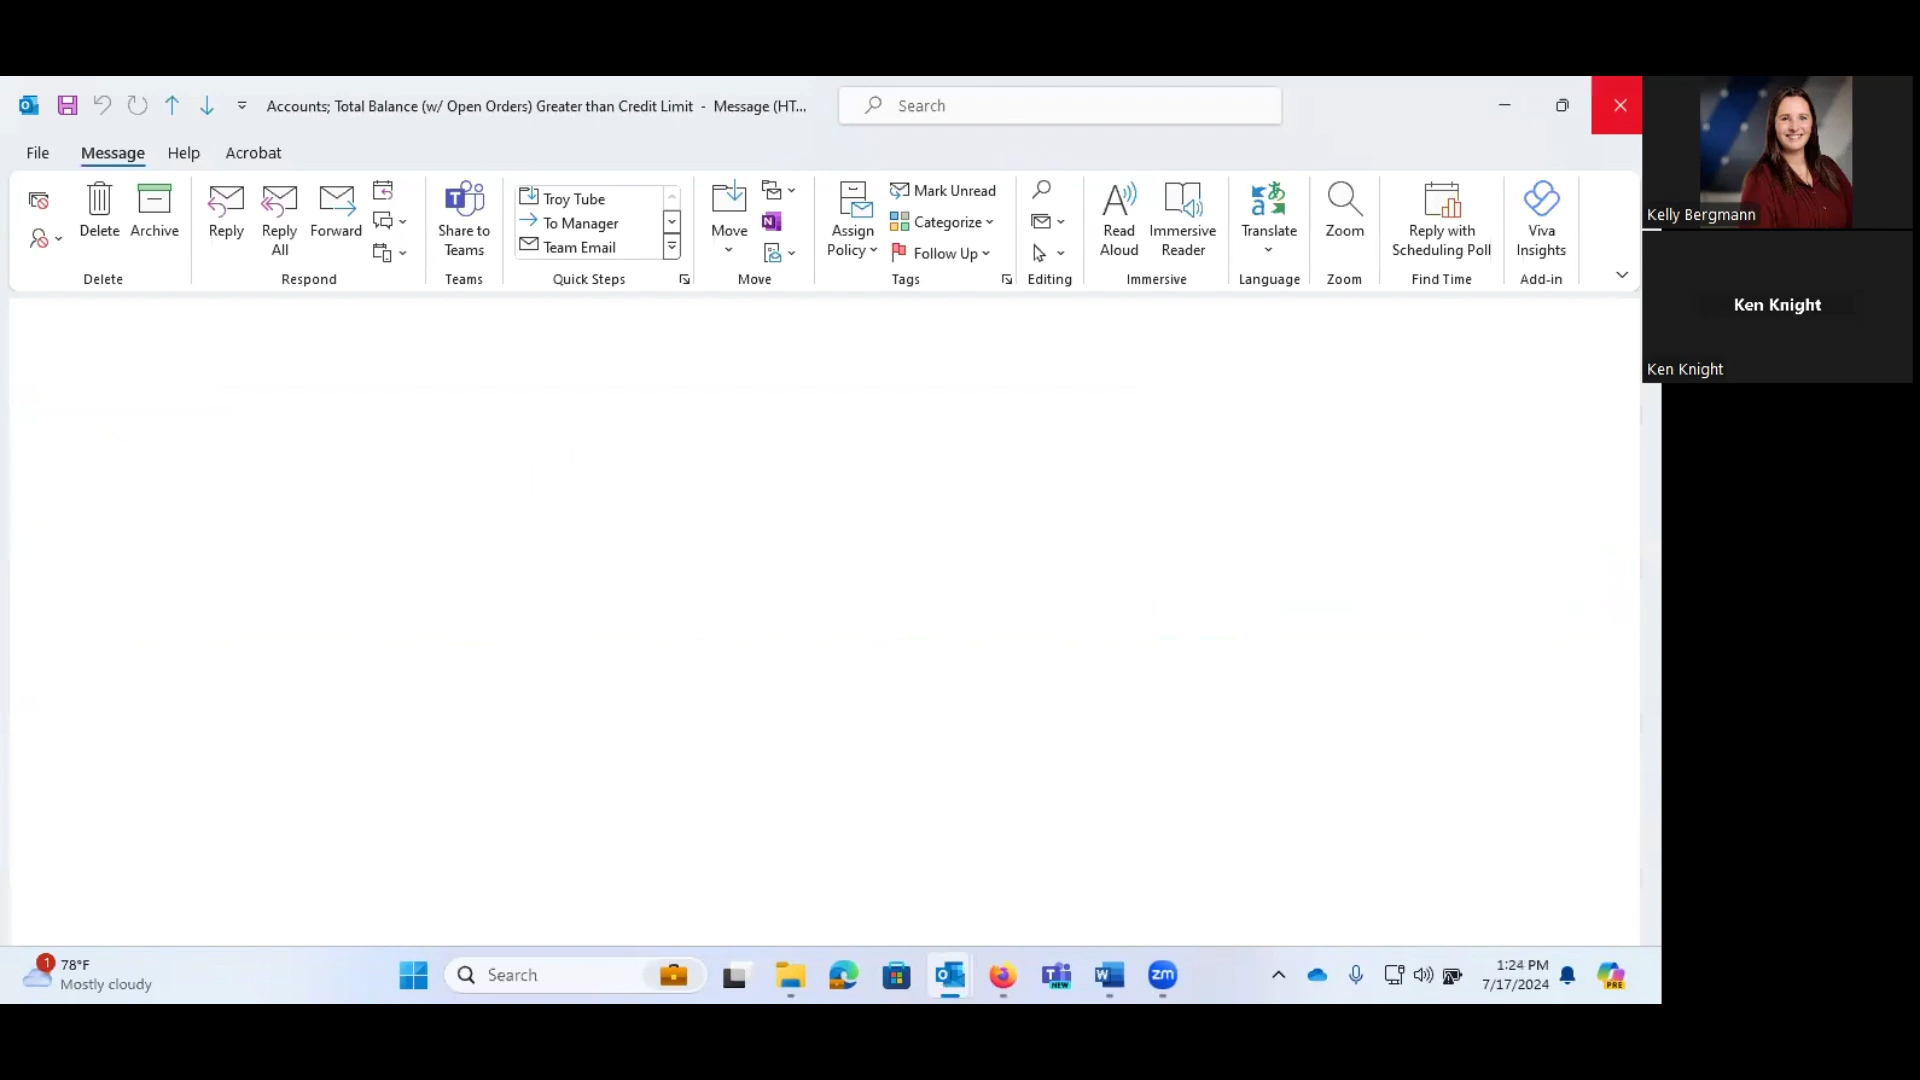 Accounts; Total Balance (w/ Open Orders) Greater than Credit Limit - Message (HT...
Search
File
Message
Help
Acrobat
Delete
Archive
Delete
Reply
Reply
All
Forward
Respond
Share to
Teams
Teams
Troy Tube
To Manager
Team Email
Quick Steps
Move
Move
Assign
Policy
Mark Unread
Categorize
Follow Up
Tags
Editing
Read
Aloud
Immersive
Reader
Immersive
Translate
Language
Zoom
Zoom
Reply with
Scheduling Poll
Find Time
Viva
Insights
Add-in
Kelly Bergmann
Ken Knight
Ken Knight
1
78°F
Mostly cloudy
Search
NEW
zm
1:24 PM
7/17/2024
PRE